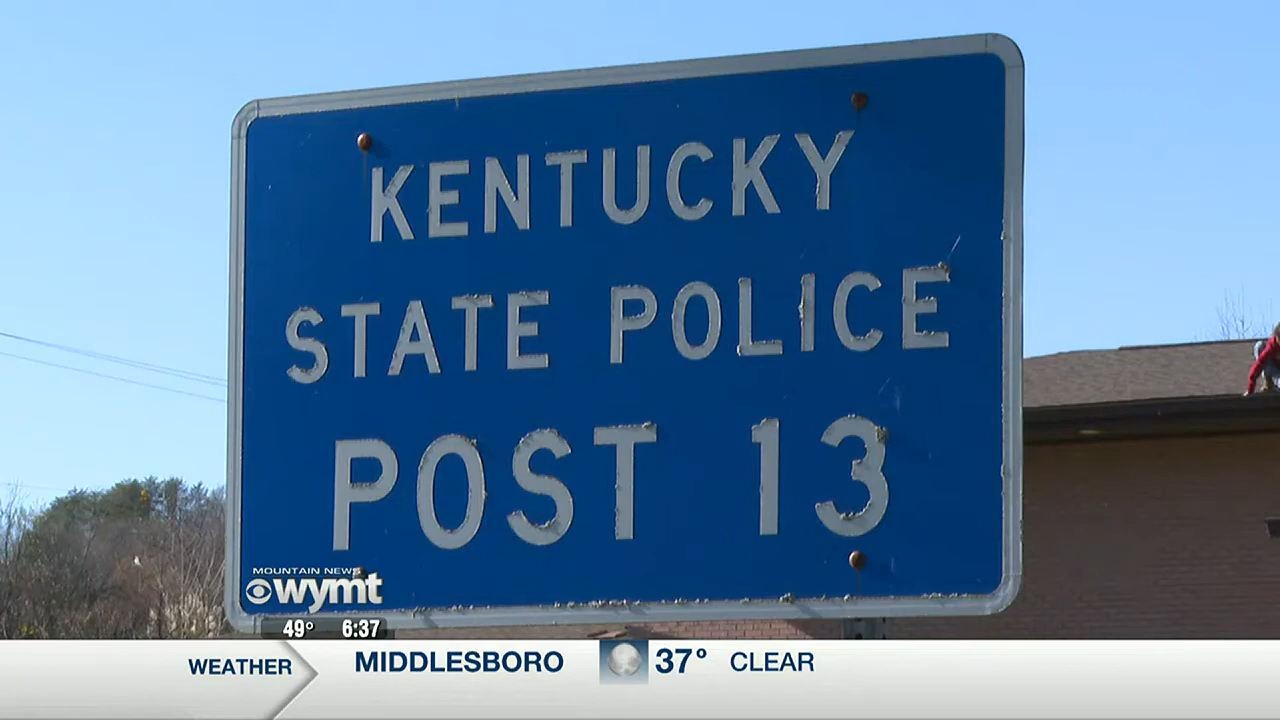 KENTUCKY
STATE POLICE
POST 13
MOUNTAIN NEWS
wymt
49° 6:37
WEATHER MIDDLESBORO 37° CLEAR